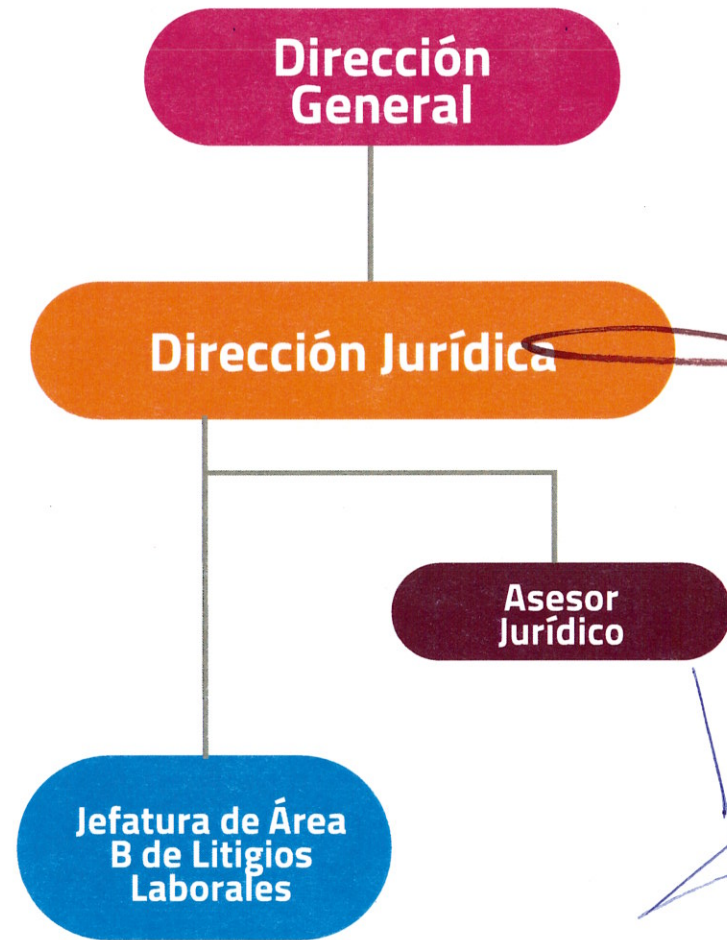 Dirección
General
Dirección Jurídica
Asesor
Jurídico
Jefatura de Área
B de Litigios
Laborales